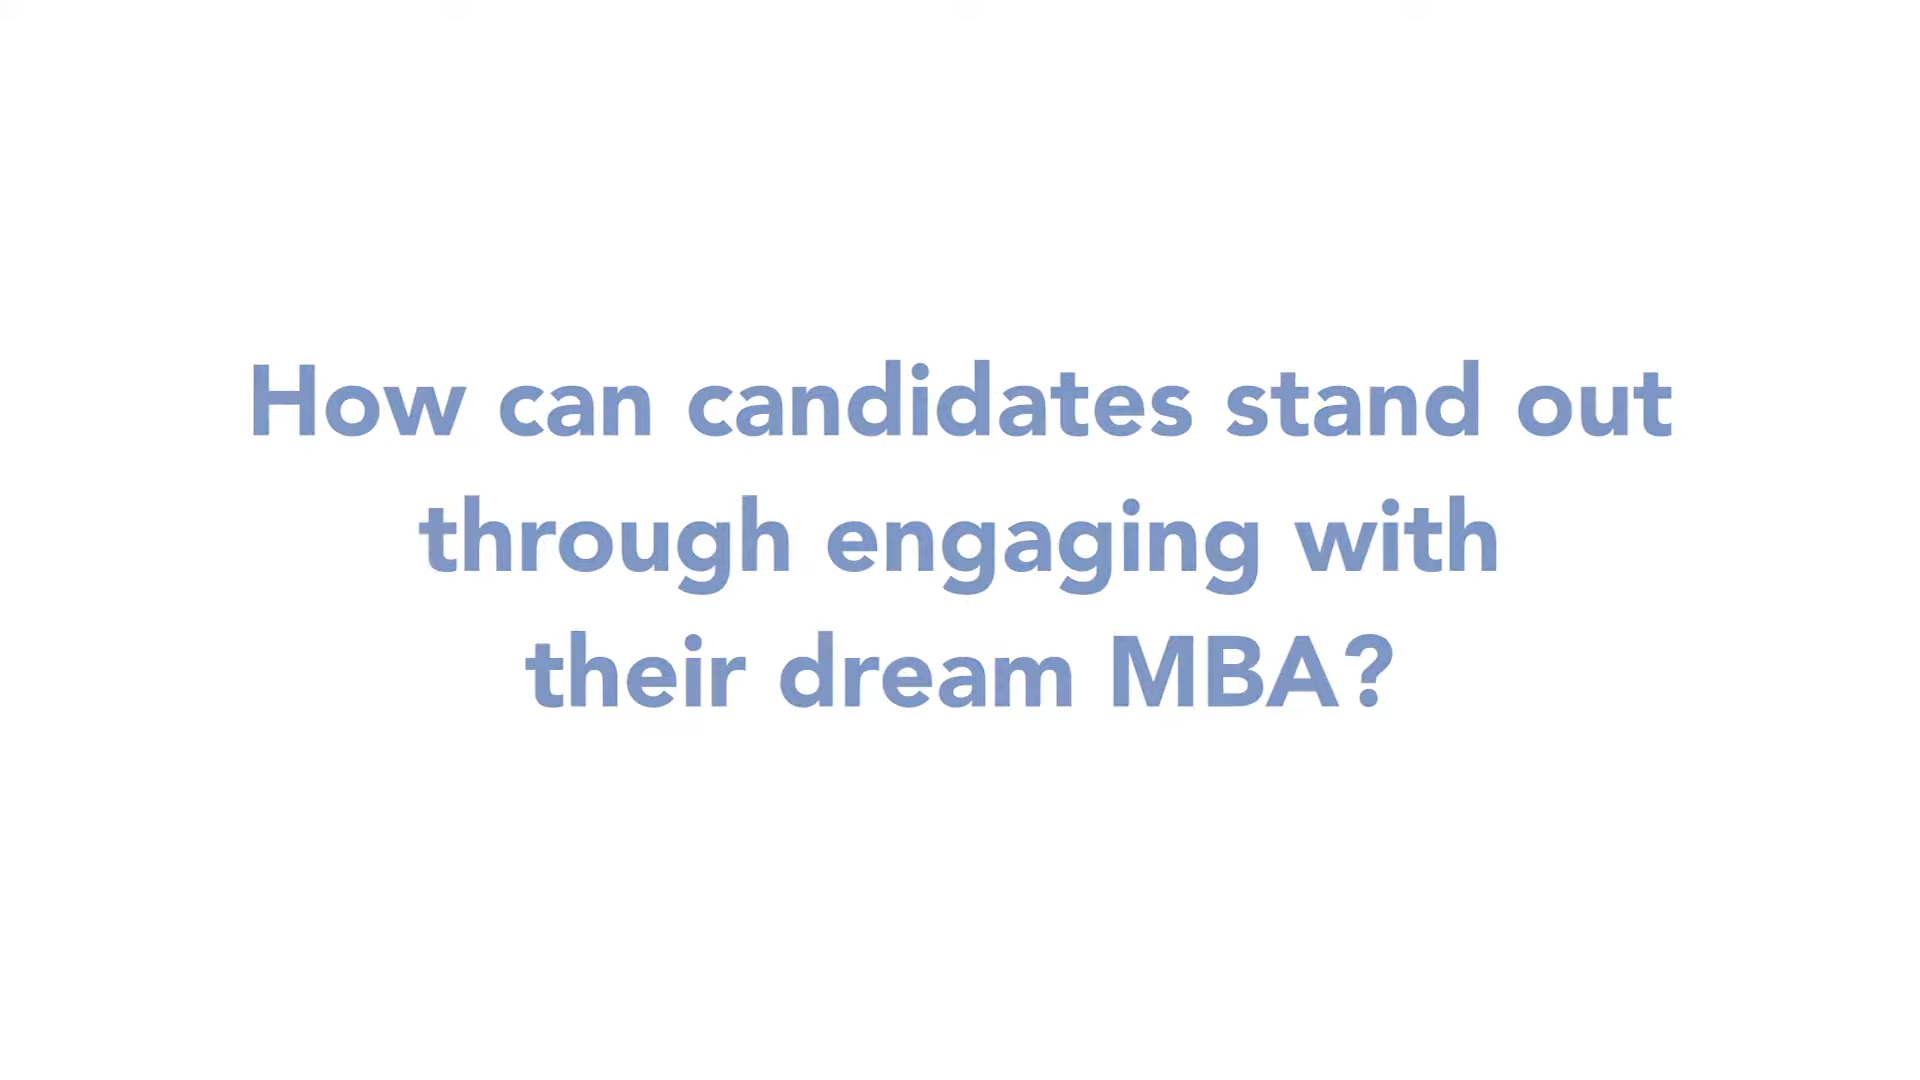 How can candidates stand out
through engaging with
their dream MBA?